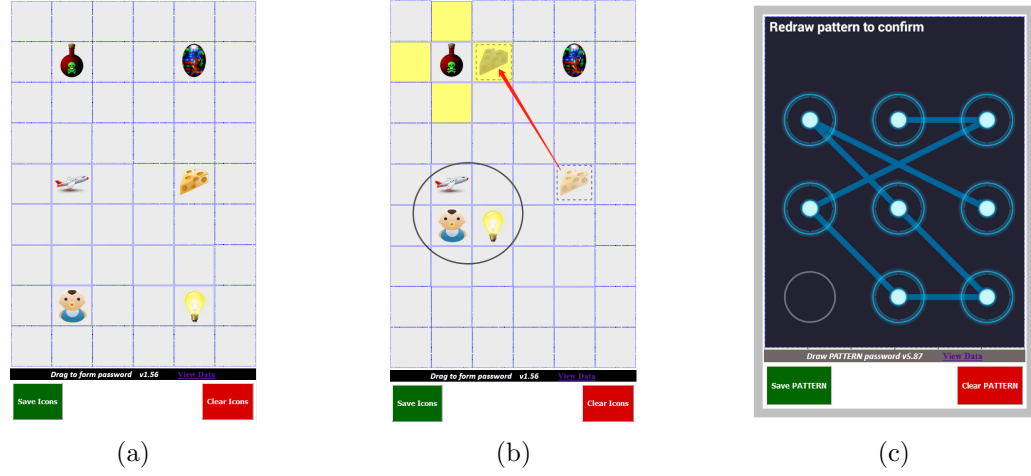 Drag to form password v1.56 View Data
Save Icons
Clear Icons
(a)
Drag to form password v1.56 View Data
Save Icons
Clear Icons
(b)
Redraw pattern to confirm
Draw PATTERN password v5.87 View Data
Save PATTERN
Clear PATTERN
(c)